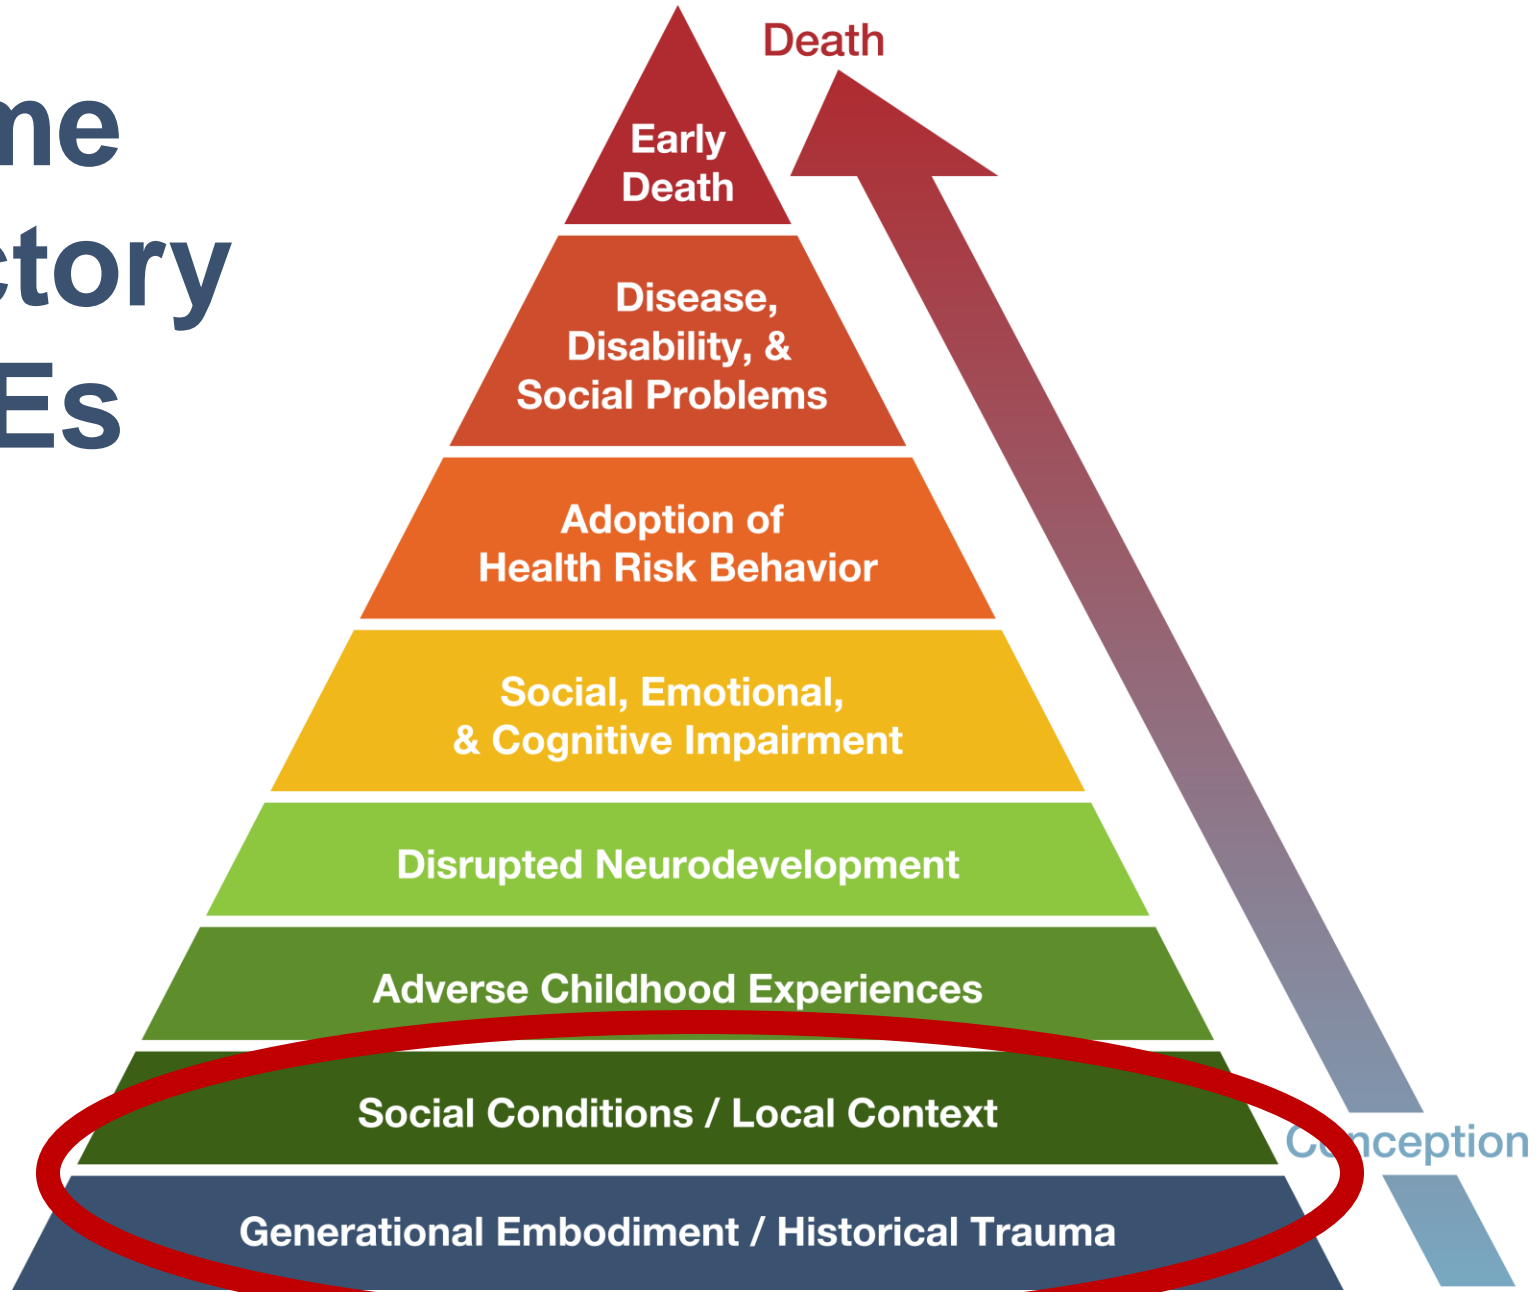 me
ctory
Es
Death
Early
Death
Disease,
Disability, &
Social Problems
Adoption of
Health Risk Behavior
Social, Emotional,
& Cognitive Impairment
Disrupted Neurodevelopment
Adverse Childhood Experiences
Social Conditions / Local Context
Conception
Generational Embodiment / Historical Trauma